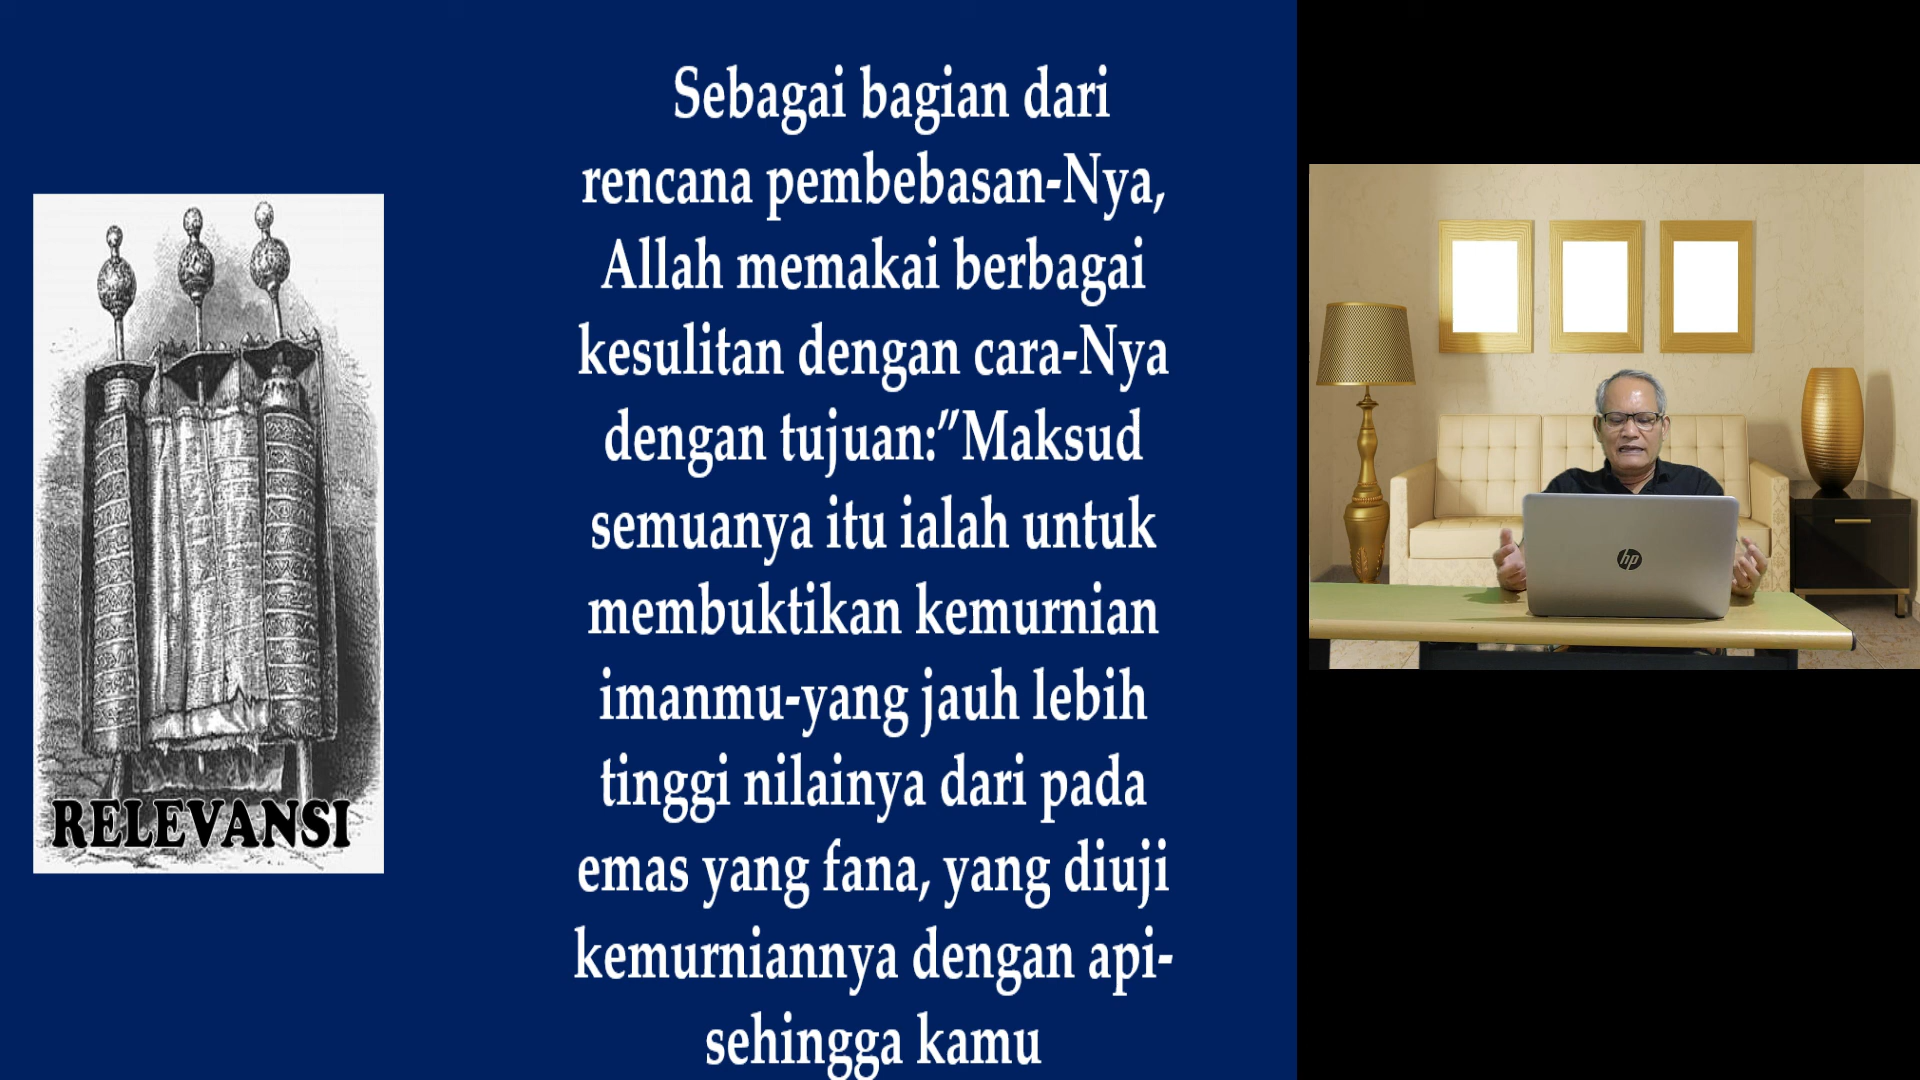 Sebagai bagian dari
rencana pembebasan-Nya,
Allah memakai berbagai
kesulitan dengan cara-Nya
dengan tujuan:”Maksud
semuanya itu ialah untuk
membuktikan kemurnian
imanmu-yang jauh lebih
tinggi nilainya dari pada
emas yang fana, yang diuji
kemurniannya dengan api-
sehingga kamu
RELEVANSI
hp